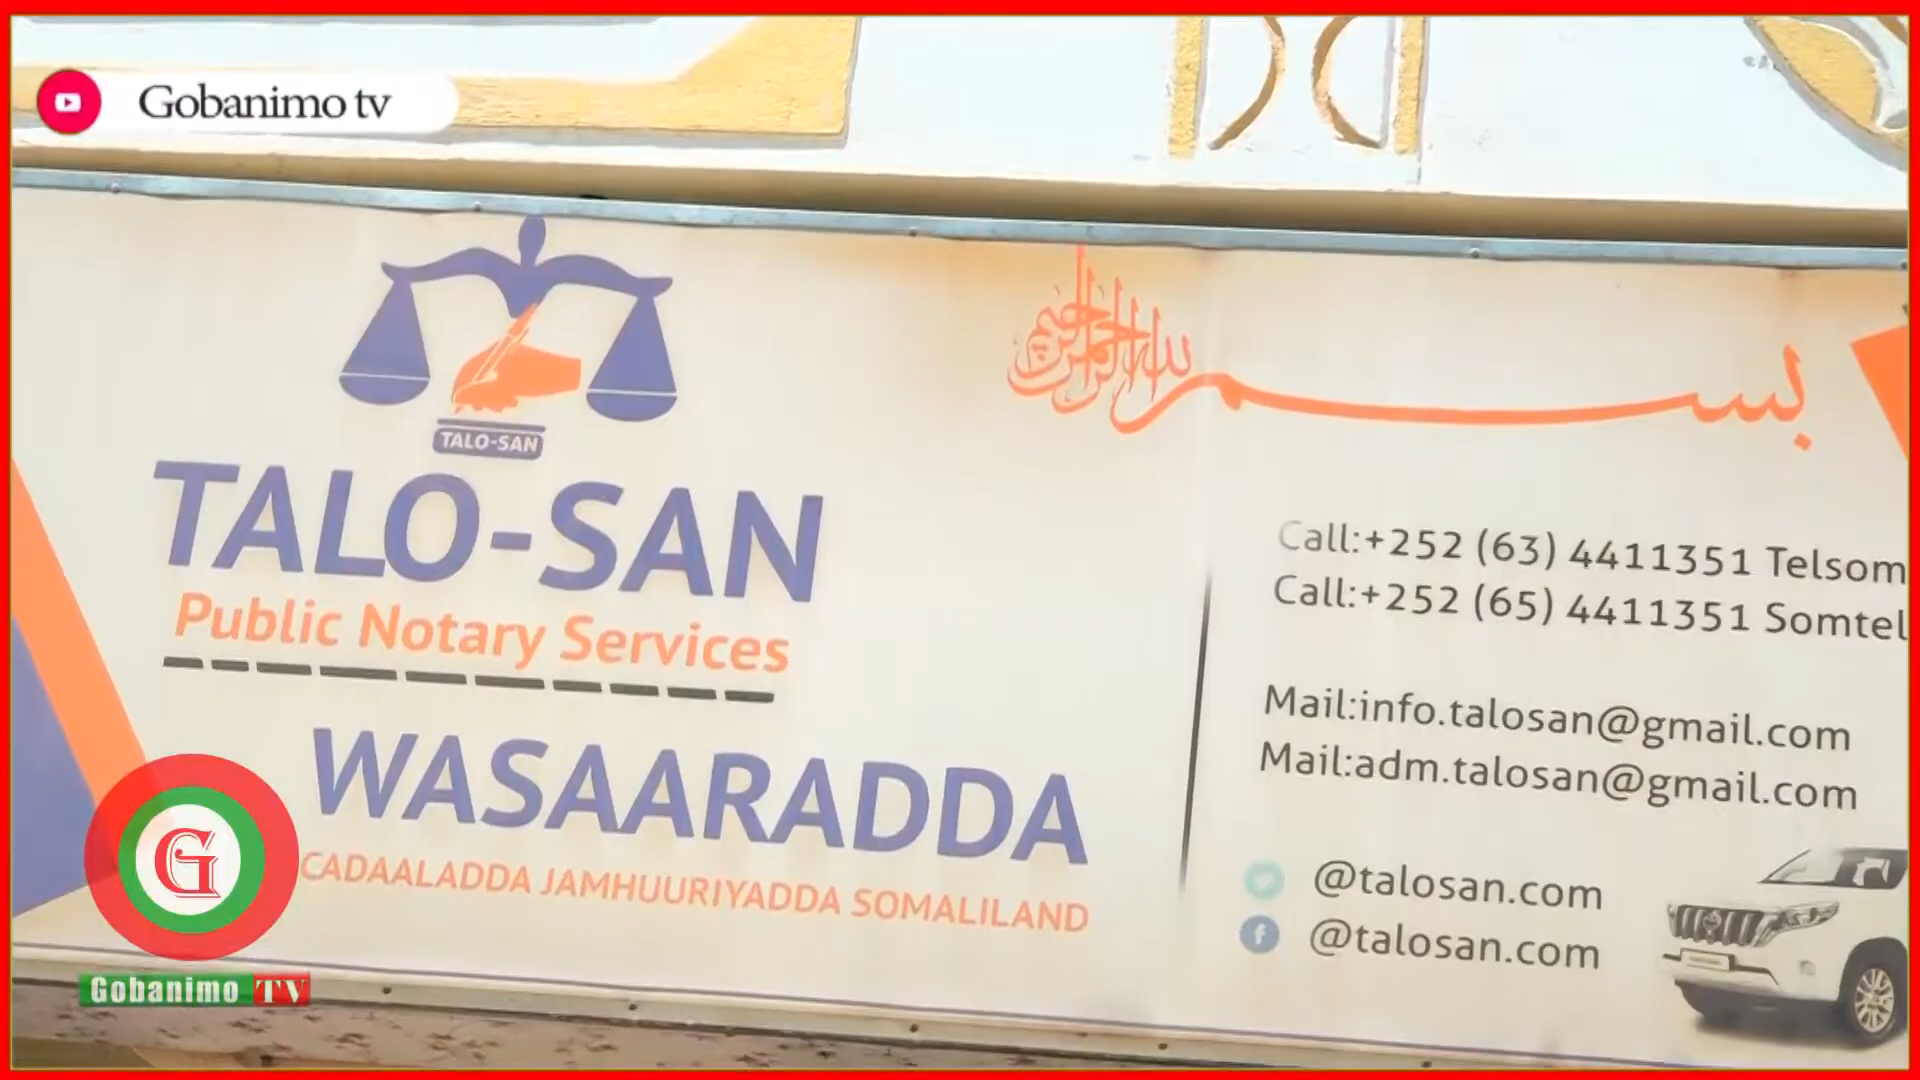 Gobanimo tv
بسم الله الرحمن الرحيم
TALO-SAN
TALO-SAN
Public Notary Services
WASAARADDA
CADAALADDA JAMHUURIYADDA SOMALILAND
Call:+252 (63) 4411351 Telsom
Call:+252 (65) 4411351 Somtel
Mail:info.talosan@gmail.com
Mail:adm.talosan@gmail.com
@talosan.com
f @talosan.com
G
Gobanimo TV